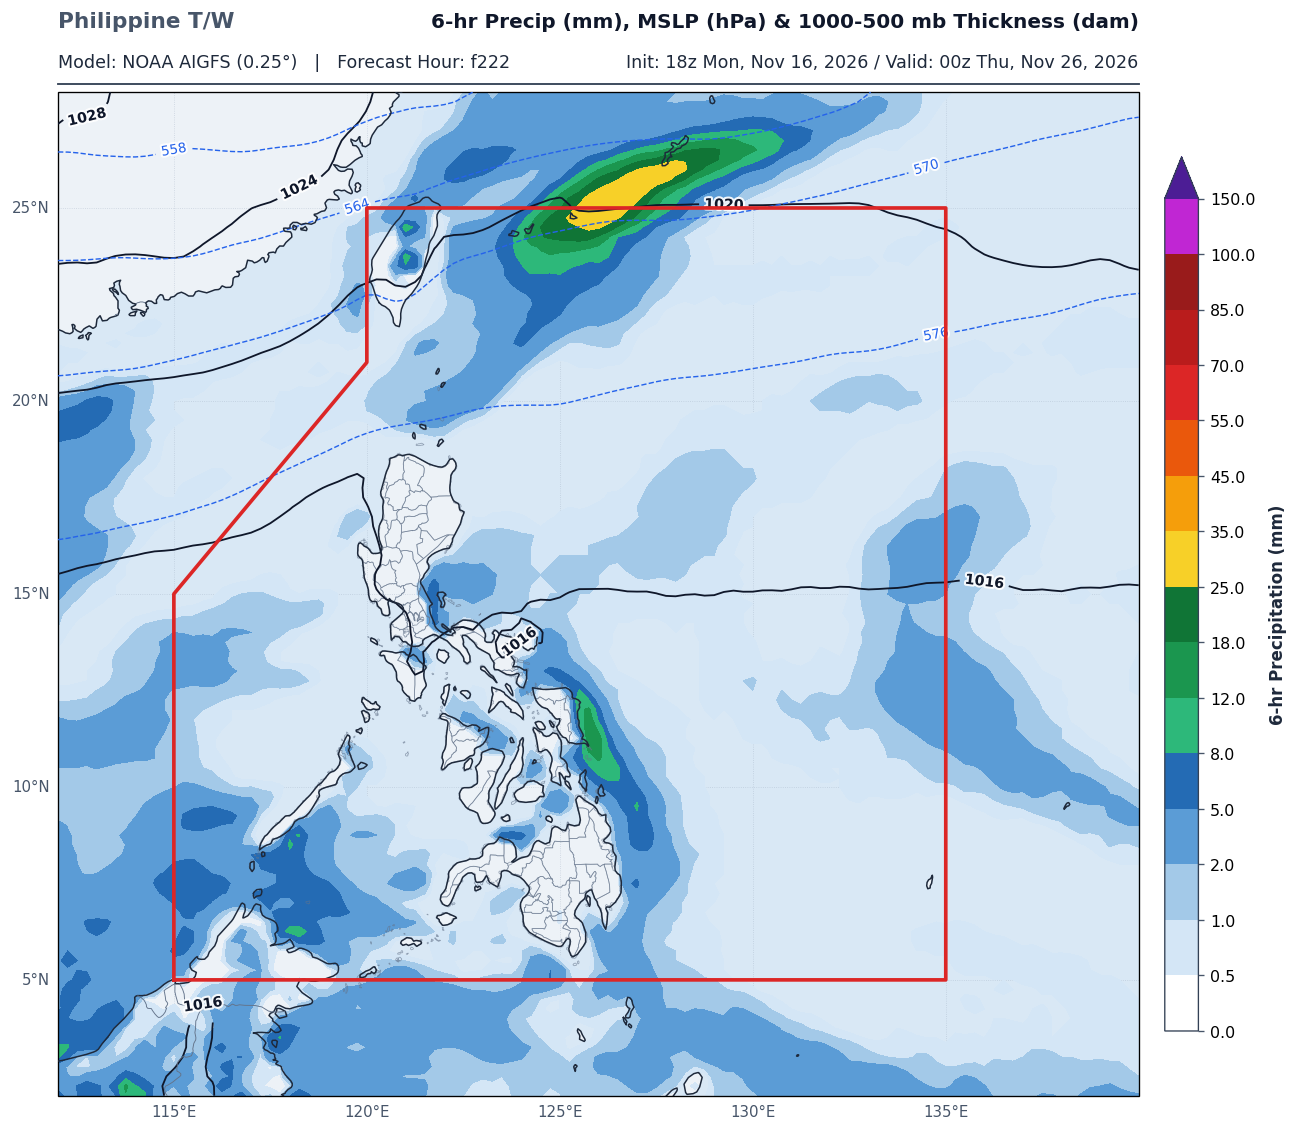 Philippine T/W
6-hr Precip (mm), MSLP (hPa) & 1000-500 mb Thickness (dam)
Model: NOAA AIGFS (0.25°) | Forecast Hour: f222
Init: 18z Mon, Nov 16, 2026 / Valid: 00z Thu, Nov 26, 2026
1028
558
1024
564
570
1020
576
1016
1016
1016
25°N
20°N
15°N
10°N
5°N
115°E
120°E
125°E
130°E
135°E
150.0
100.0
85.0
70.0
55.0
45.0
35.0
25.0
18.0
12.0
8.0
5.0
2.0
1.0
0.5
0.0
6-hr Precipitation (mm)